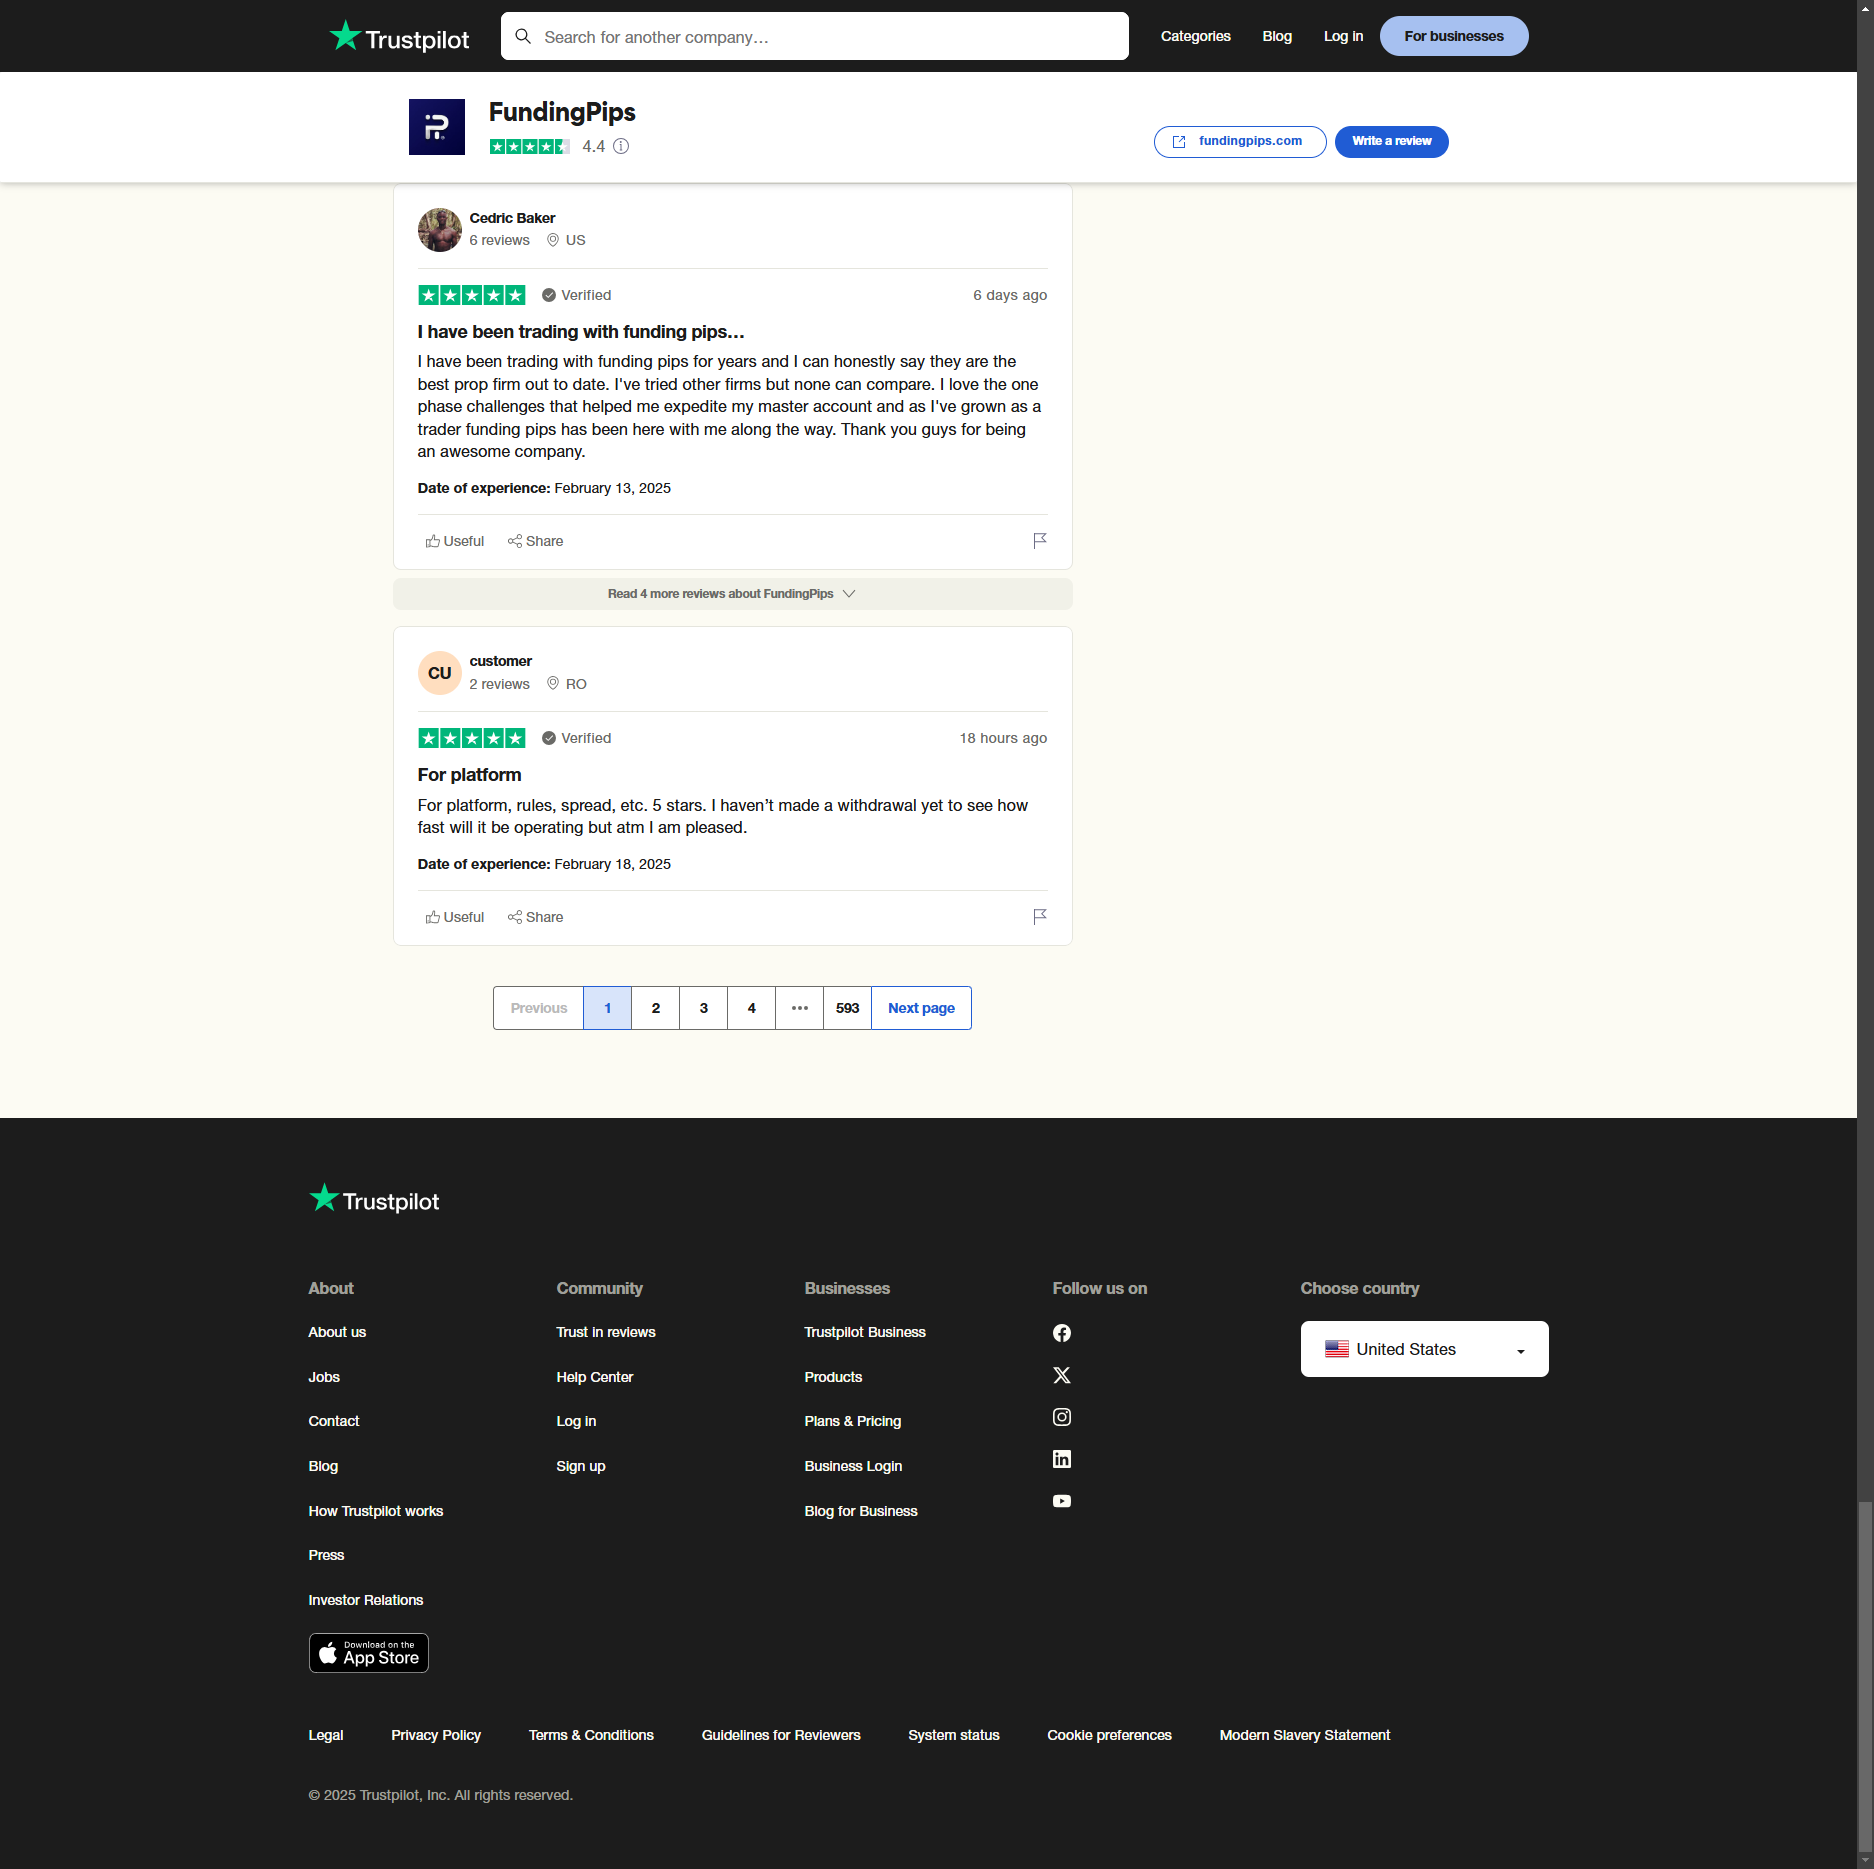 Trustpilot
Search for another company…
Categories
Blog
Log in
For businesses
FundingPips
4.4
fundingpips.com
Write a review
Cedric Baker
6 reviews US
Verified
6 days ago
I have been trading with funding pips…
I have been trading with funding pips for years and I can honestly say they are the
best prop firm out to date. I've tried other firms but none can compare. I love the one
phase challenges that helped me expedite my master account and as I've grown as a
trader funding pips has been here with me along the way. Thank you guys for being
an awesome company.
Date of experience: February 13, 2025
Useful
Share
Read 4 more reviews about FundingPips
CU
customer
2 reviews RO
Verified
18 hours ago
For platform
For platform, rules, spread, etc. 5 stars. I haven’t made a withdrawal yet to see how
fast will it be operating but atm I am pleased.
Date of experience: February 18, 2025
Useful
Share
Previous 1 2 3 4 ••• 593 Next page
Trustpilot
About
About us
Jobs
Contact
Blog
How Trustpilot works
Press
Investor Relations
Download on the
App Store
Community
Trust in reviews
Help Center
Log in
Sign up
Businesses
Trustpilot Business
Products
Plans & Pricing
Business Login
Blog for Business
Follow us on
Choose country
United States
Legal
Privacy Policy
Terms & Conditions
Guidelines for Reviewers
System status
Cookie preferences
Modern Slavery Statement
© 2025 Trustpilot, Inc. All rights reserved.